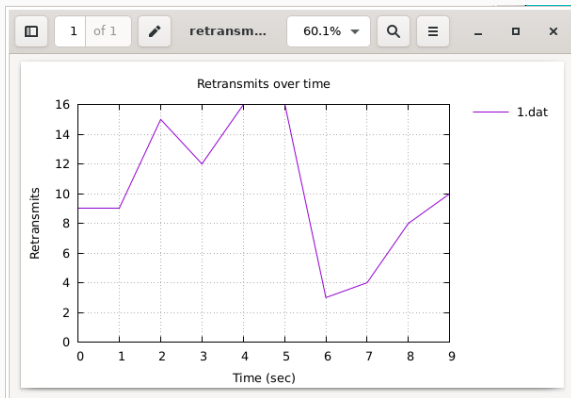 1 of 1 retransm... 60.1%
Retransmits over time
1.dat
16
14
12
10
8
6
4
2
0
Retransmits
0 1 2 3 4 5 6 7 8 9
Time (sec)